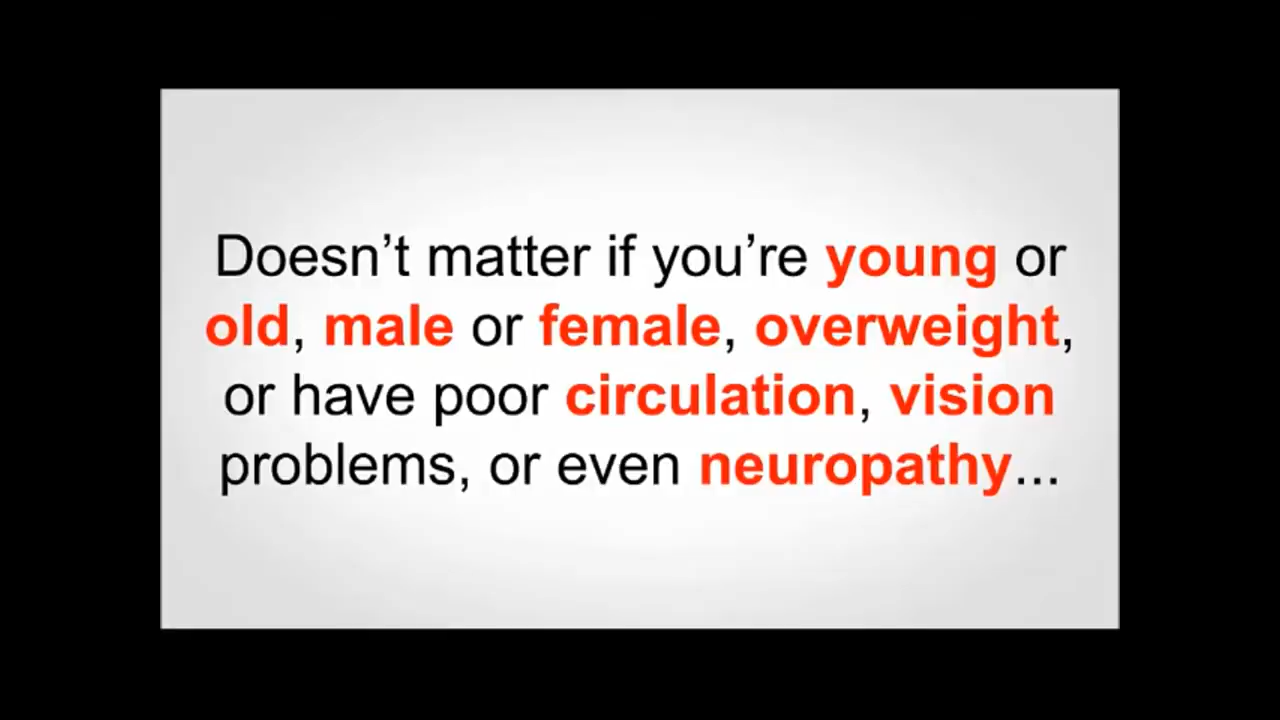 Doesn’t matter if you’re young or
old, male or female, overweight,
or have poor circulation, vision
problems, or even neuropathy...